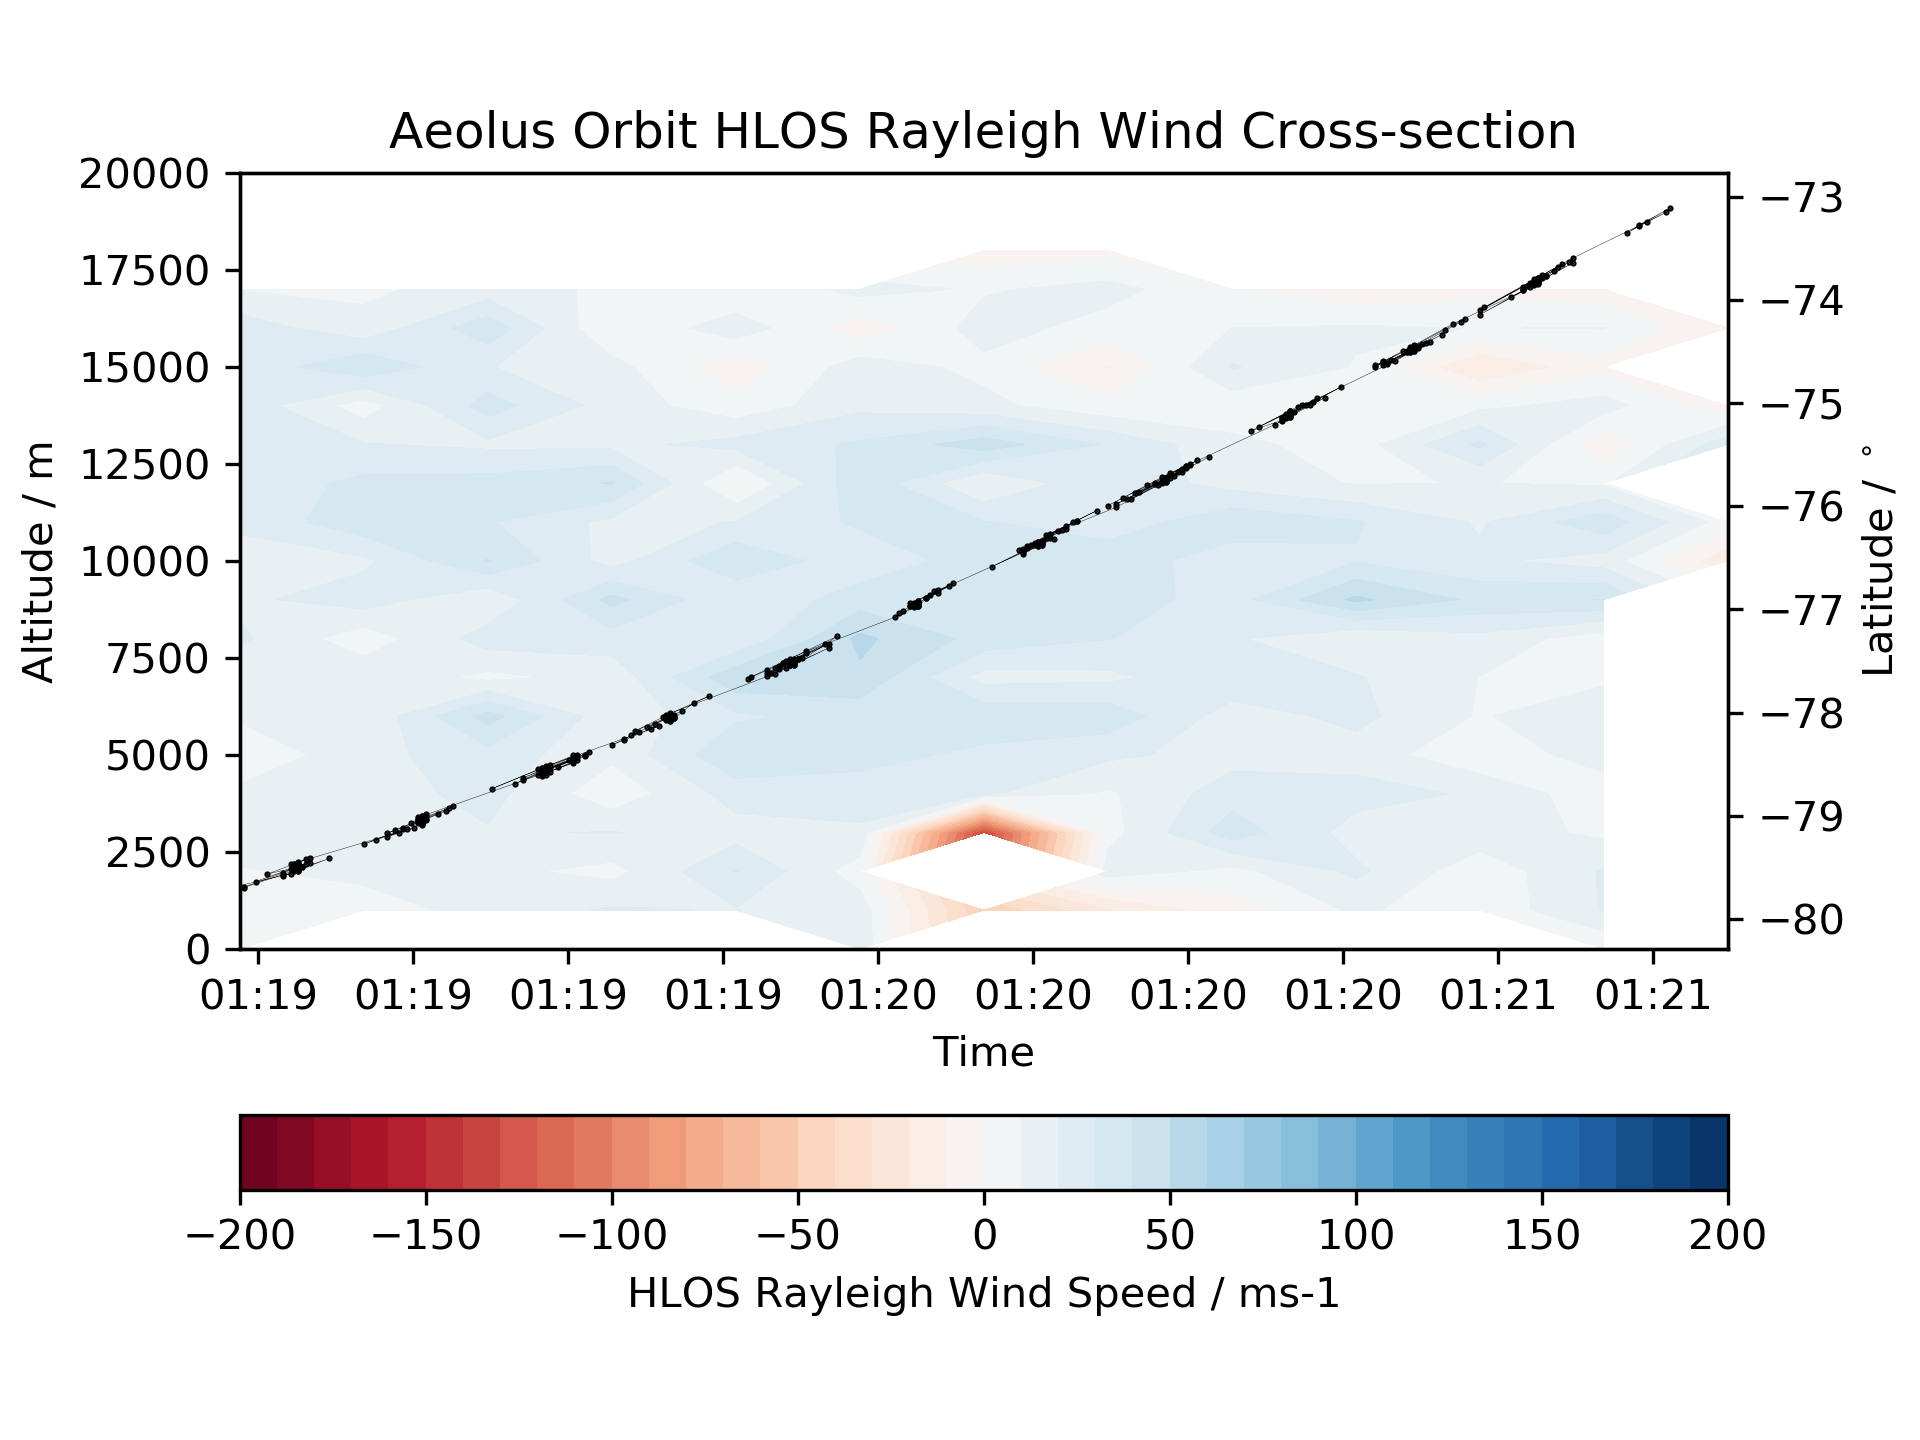 Aeolus Orbit HLOS Rayleigh Wind Cross-section
20000
17500
15000
12500
10000
7500
5000
2500
0
Altitude / m
−73
−74
−75
−76
−77
−78
−79
−80
Latitude / °
01:19 01:19 01:19 01:19 01:20 01:20 01:20 01:20 01:21 01:21
Time
−200 −150 −100 −50 0 50 100 150 200
HLOS Rayleigh Wind Speed / ms-1